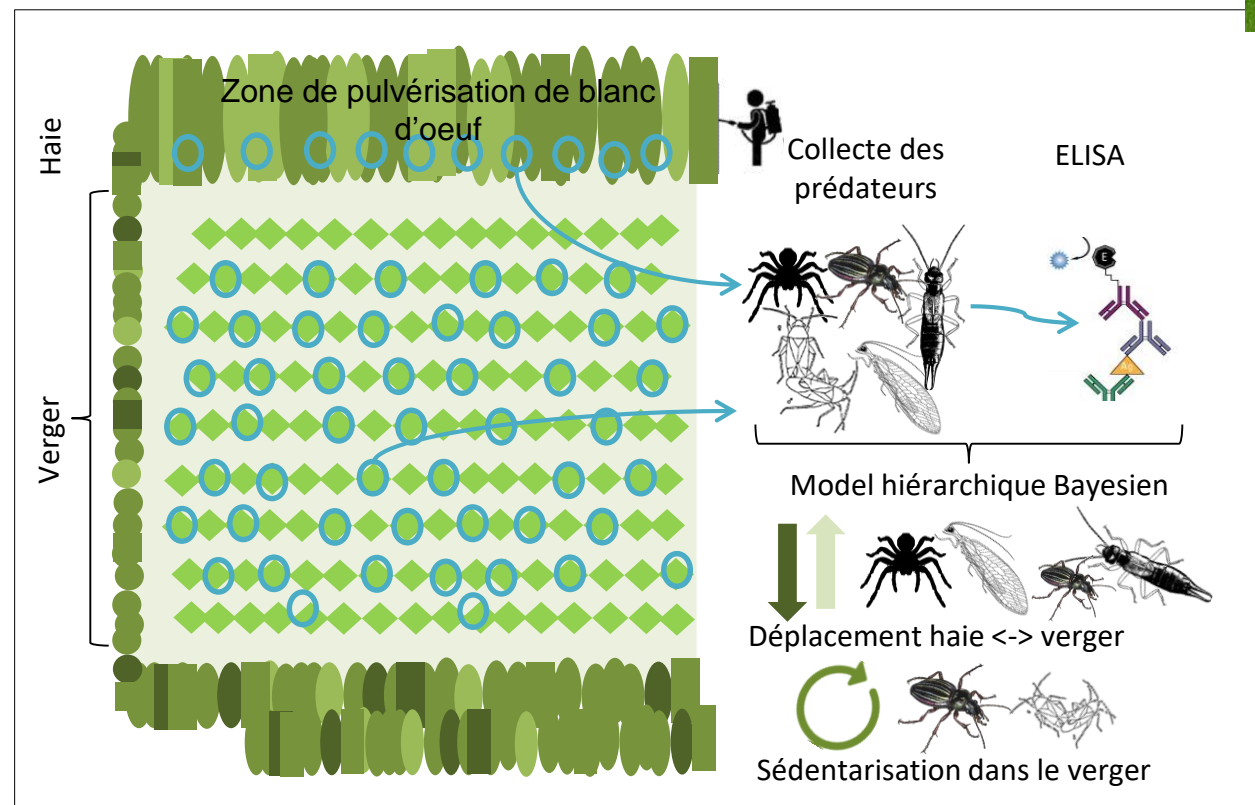 Zone de pulvérisation de blanc
d'oeuf
Haie
Verger
Collecte des
prédateurs
ELISA
E
Ag
Model hiérarchique Bayesien
Déplacement haie <-> verger
Sédentarisation dans le verger